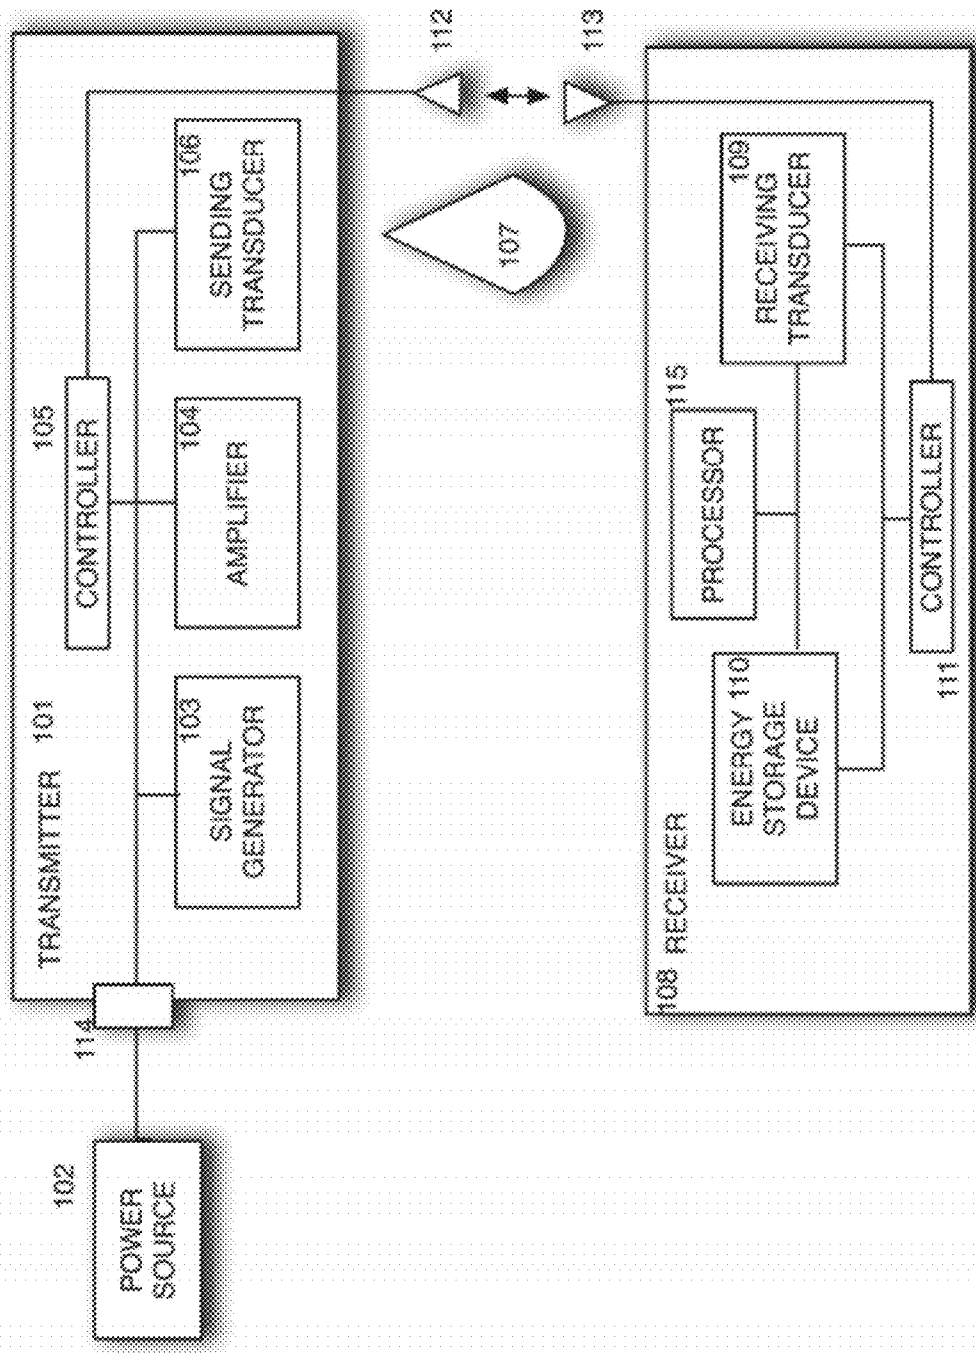 102
POWER
SOURCE
114
TRANSMITTER 101
105
CONTROLLER
103
SIGNAL
GENERATOR
104
AMPLIFIER
106
SENDING
TRANSDUCER
112
107
113
108
RECEIVER
ENERGY 110
STORAGE
DEVICE
115
PROCESSOR
109
RECEIVING
TRANSDUCER
CONTROLLER
111